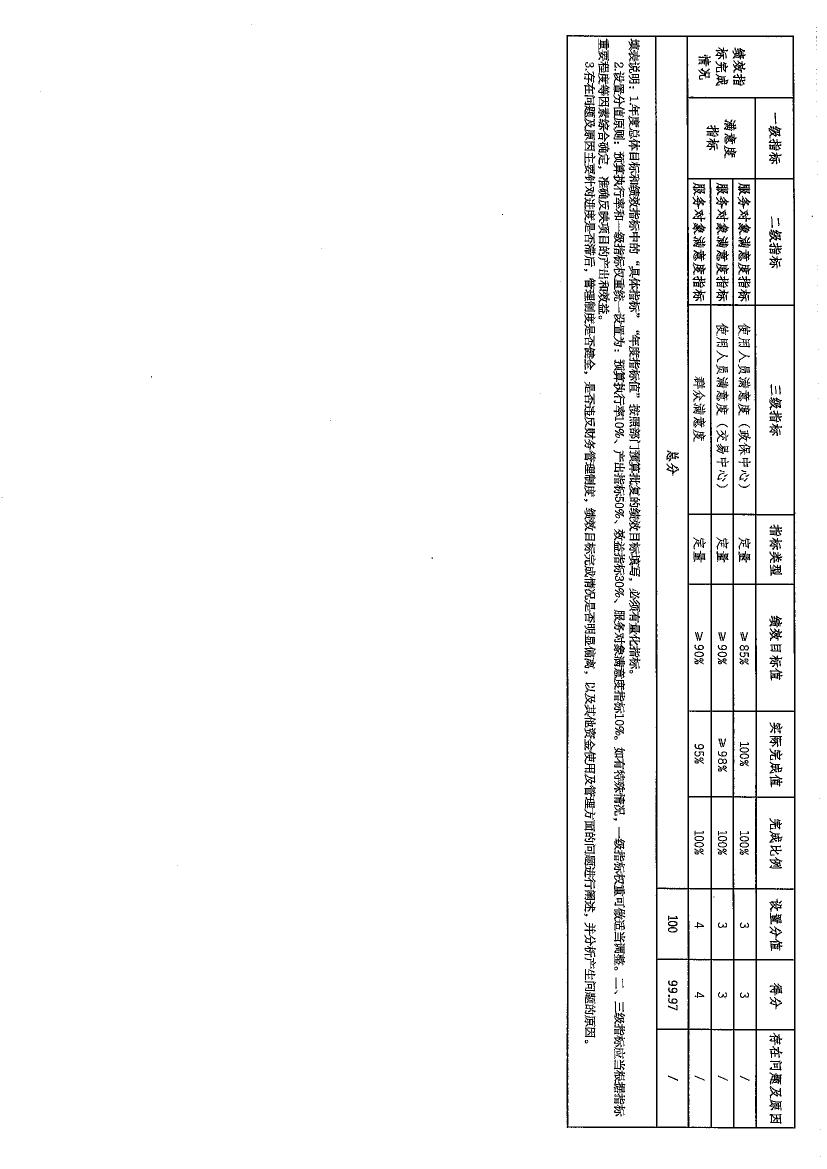 绩效指标完成情况 一级指标 二级指标 三级指标 指标类型 绩效目标值 实际完成值 完成比例 设置分值 得分 存在问题及原因
满意度指标 服务对象满意度指标 使用人员满意度（政保中心） 定量 ≥85% 100% 100% 3 3 /
服务对象满意度指标 使用人员满意度（交易中心） 定量 ≥90% ≥98% 100% 3 3 /
服务对象满意度指标 群众满意度 定量 ≥90% 95% 100% 4 4 /
总分 100 99.97 /
填表说明：1.年度总体目标和绩效指标中的“具体指标”“年度指标值”按照部门预算批复的绩效目标填写，必须有量化指标。
2.设置分值原则：预算执行率和一级指标权重统一设置为：预算执行率10%、产出指标50%、效益指标30%、服务对象满意度指标10%。如有特殊情况，一级指标权重可做适当调整。二、三级指标应当根据指标
重要程度等因素综合确定，准确反映项目的产出和效益。
3.存在问题及原因主要针对进度是否滞后，管理制度是否健全，是否违反财务管理制度，绩效目标完成情况是否明显偏离，以及其他资金使用及管理方面的问题进行阐述，并分析产生问题的原因。